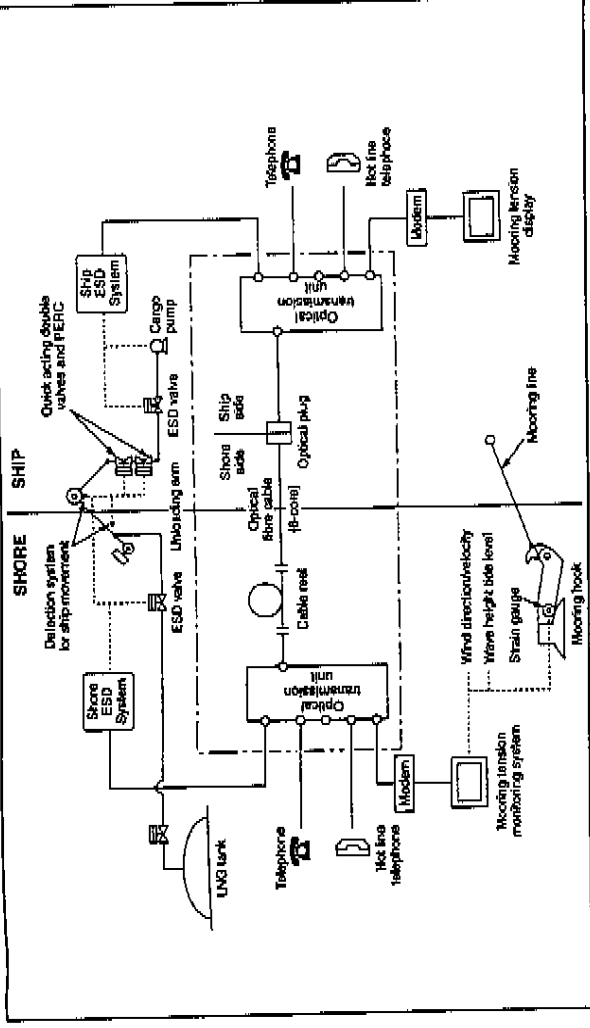 SHORE
SHIP
Detection system
for ship movement
Quick acting double
valves and PERC
Shore
ESD
System
Ship
ESD
System
Unloading arm
ESD valve
ESD valve
Cargo
pump
LNG tank
Optical
transmission
unit
Cable reel
Optical
fibre cable
(6-core)
Shore
side
Ship
side
Optical plug
Optical
transmission
unit
Telephone
Hot line
telephone
Telephone
Hot line
telephone
Modem
Modem
Mooring tension
monitoring system
Wind direction/velocity
Wave height tide level
Strain gauge
Mooring hook
Mooring line
Mooring tension
display